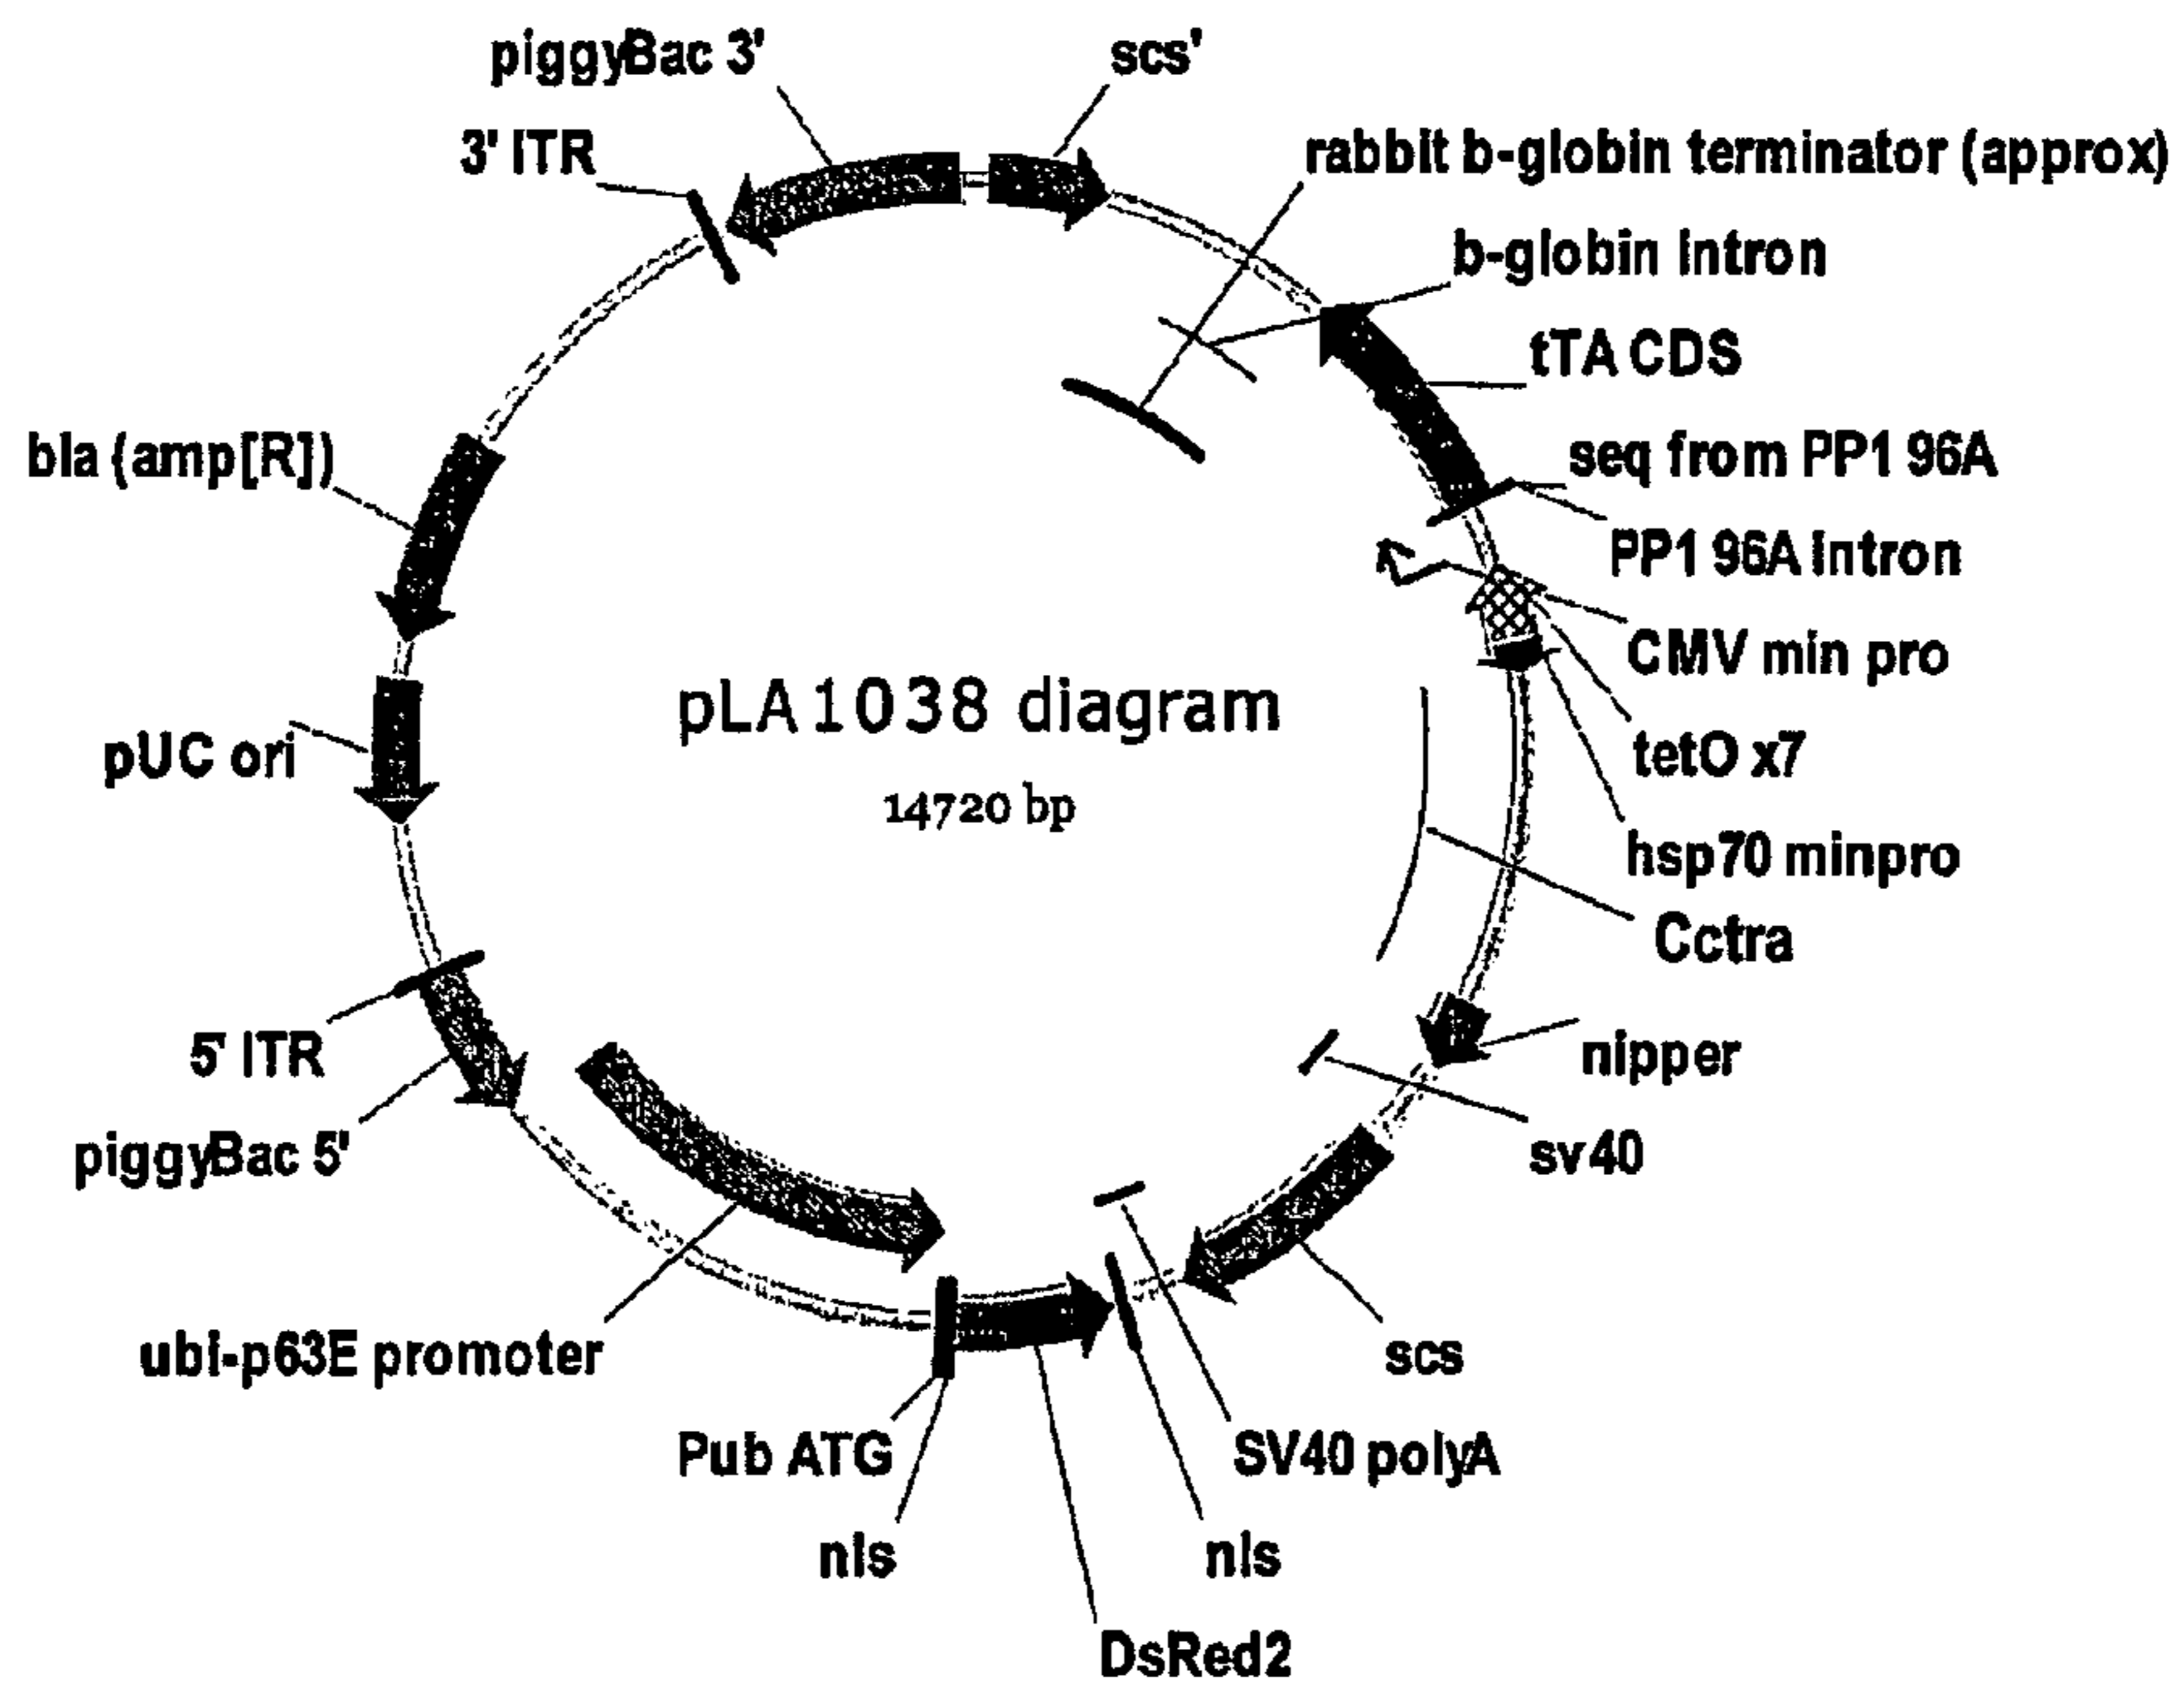 piggyBac 3'
scs'
3' ITR
rabbit b-globin terminator (approx)
b-globin Intron
tTA CDS
bla (amp[R])
seq from PP1 96A
PP1 96A Intron
CMV min pro
pLA1038 diagram
pUC ori
tetO x7
14720 bp
hsp70 minpro
Cctra
5' ITR
nipper
piggyBac 5'
sv40
ubi-p63E promoter
scs
Pub ATG
SV40 polyA
nls
nls
DsRed2